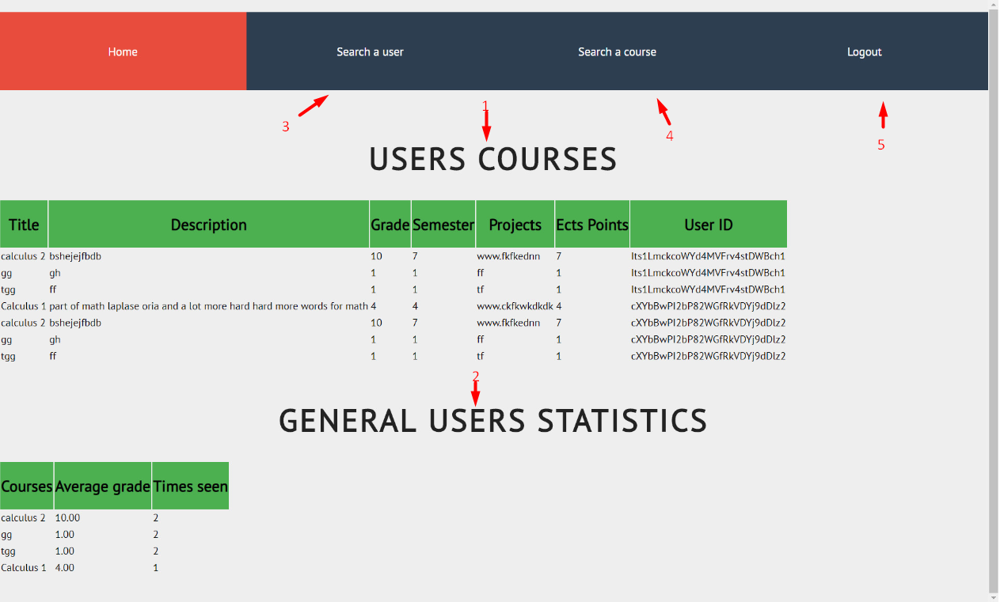 Home Search a user Search a course Logout
1
3 4 5
USERS COURSES
Title Description Grade Semester Projects Ects Points User ID
calculus 2 bshejejfbdb 10 7 www.fkfkednn 7 Its1LmckcoWYd4MVFrv4stDWBch1
gg gh 1 1 ff 1 Its1LmckcoWYd4MVFrv4stDWBch1
tgg ff 1 1 tf 1 Its1LmckcoWYd4MVFrv4stDWBch1
Calculus 1 part of math laplase oria and a lot more hard hard more words for math 4 4 www.ckfkwkdkdk 4 cXYbBwPI2bP82WGfRkVDYj9dDlz2
calculus 2 bshejejfbdb 10 7 www.fkfkednn 7 cXYbBwPI2bP82WGfRkVDYj9dDlz2
gg gh 1 1 ff 1 cXYbBwPI2bP82WGfRkVDYj9dDlz2
tgg ff 1 1 tf 1 cXYbBwPI2bP82WGfRkVDYj9dDlz2
2
GENERAL USERS STATISTICS
Courses Average grade Times seen
calculus 2 10.00 2
gg 1.00 2
tgg 1.00 2
Calculus 1 4.00 1